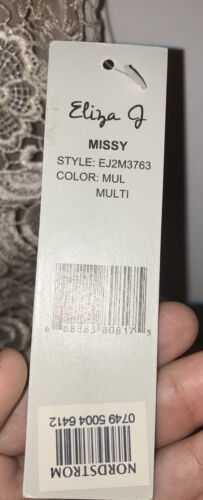 Eliza J
MISSY
STYLE: EJ2M3763
COLOR: MUL
MULTI
0749 5004 6412
NORDSTROM